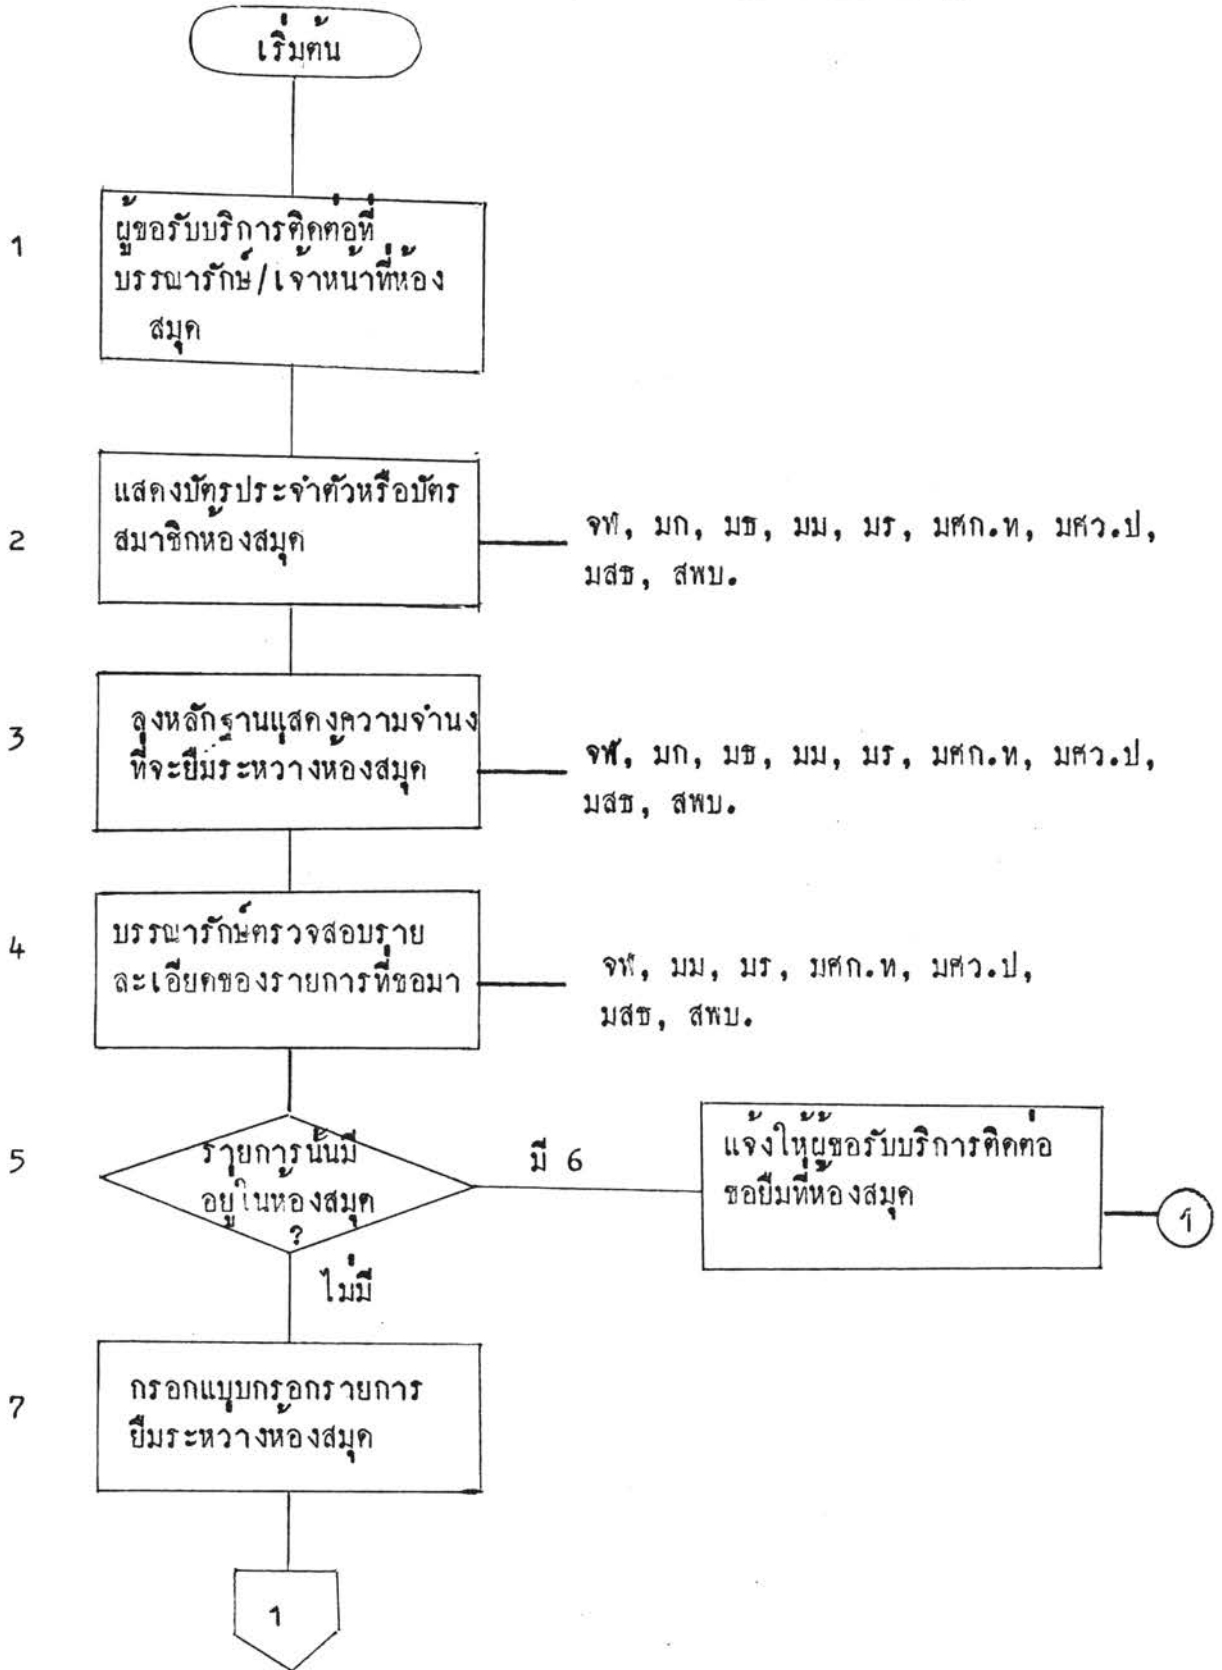 เริ่มต้น
1
ผู้ขอรับบริการติดต่อที่
บรรณารักษ์/เจ้าหน้าที่ห้อง
สมุด
2
แสดงบัตรประจำตัวหรือบัตร
สมาชิกห้องสมุด
จฬ, มก, มธ, มม, มร, มศก.ท, มศว.ป,
มสธ, สพบ.
3
ลงหลักฐานแสดงความจำนง
ที่จะยืมระหว่างห้องสมุด
จฬ, มก, มธ, มม, มร, มศก.ท, มศว.ป,
มสธ, สพบ.
4
บรรณารักษ์ตรวจสอบราย
ละเอียดของรายการที่ขอมา
จฬ, มม, มร, มศก.ท, มศว.ป,
มสธ, สพบ.
5
รายการนั้นมี
อยู่ในห้องสมุด
?
มี 6
แจ้งให้ผู้ขอรับบริการติดต่อ
ขอยืมที่ห้องสมุด
1
ไม่มี
7
กรอกแบบกรอกรายการ
ยืมระหว่างห้องสมุด
1